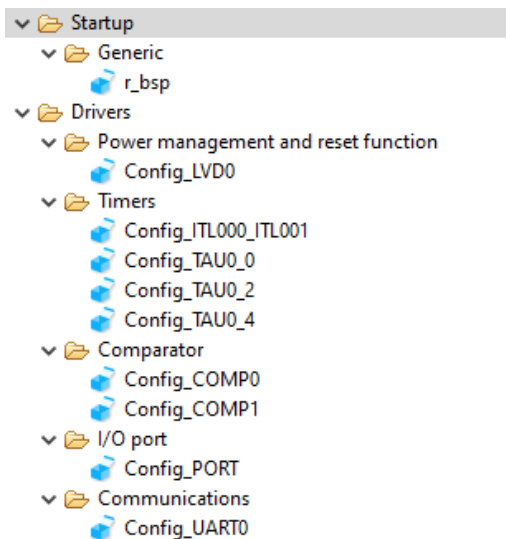 Startup
Generic
r_bsp
Drivers
Power management and reset function
Config_LVD0
Timers
Config_ITL000_ITL001
Config_TAU0_0
Config_TAU0_2
Config_TAU0_4
Comparator
Config_COMP0
Config_COMP1
I/O port
Config_PORT
Communications
Config_UART0